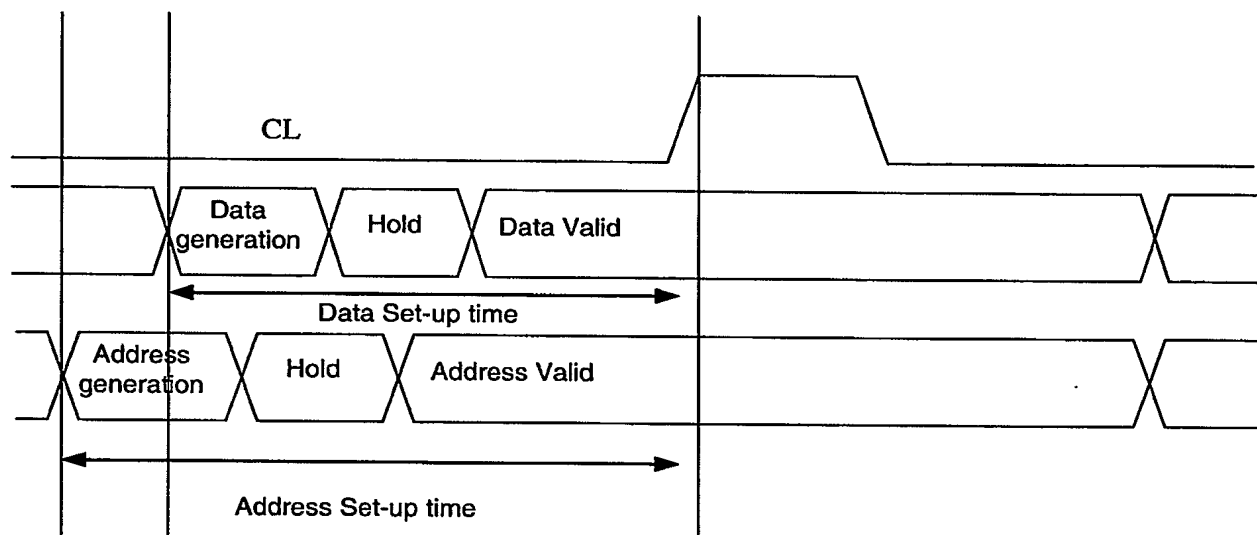 CL
Data
generation
Hold
Data Valid
Data Set-up time
Address
generation
Hold
Address Valid
Address Set-up time